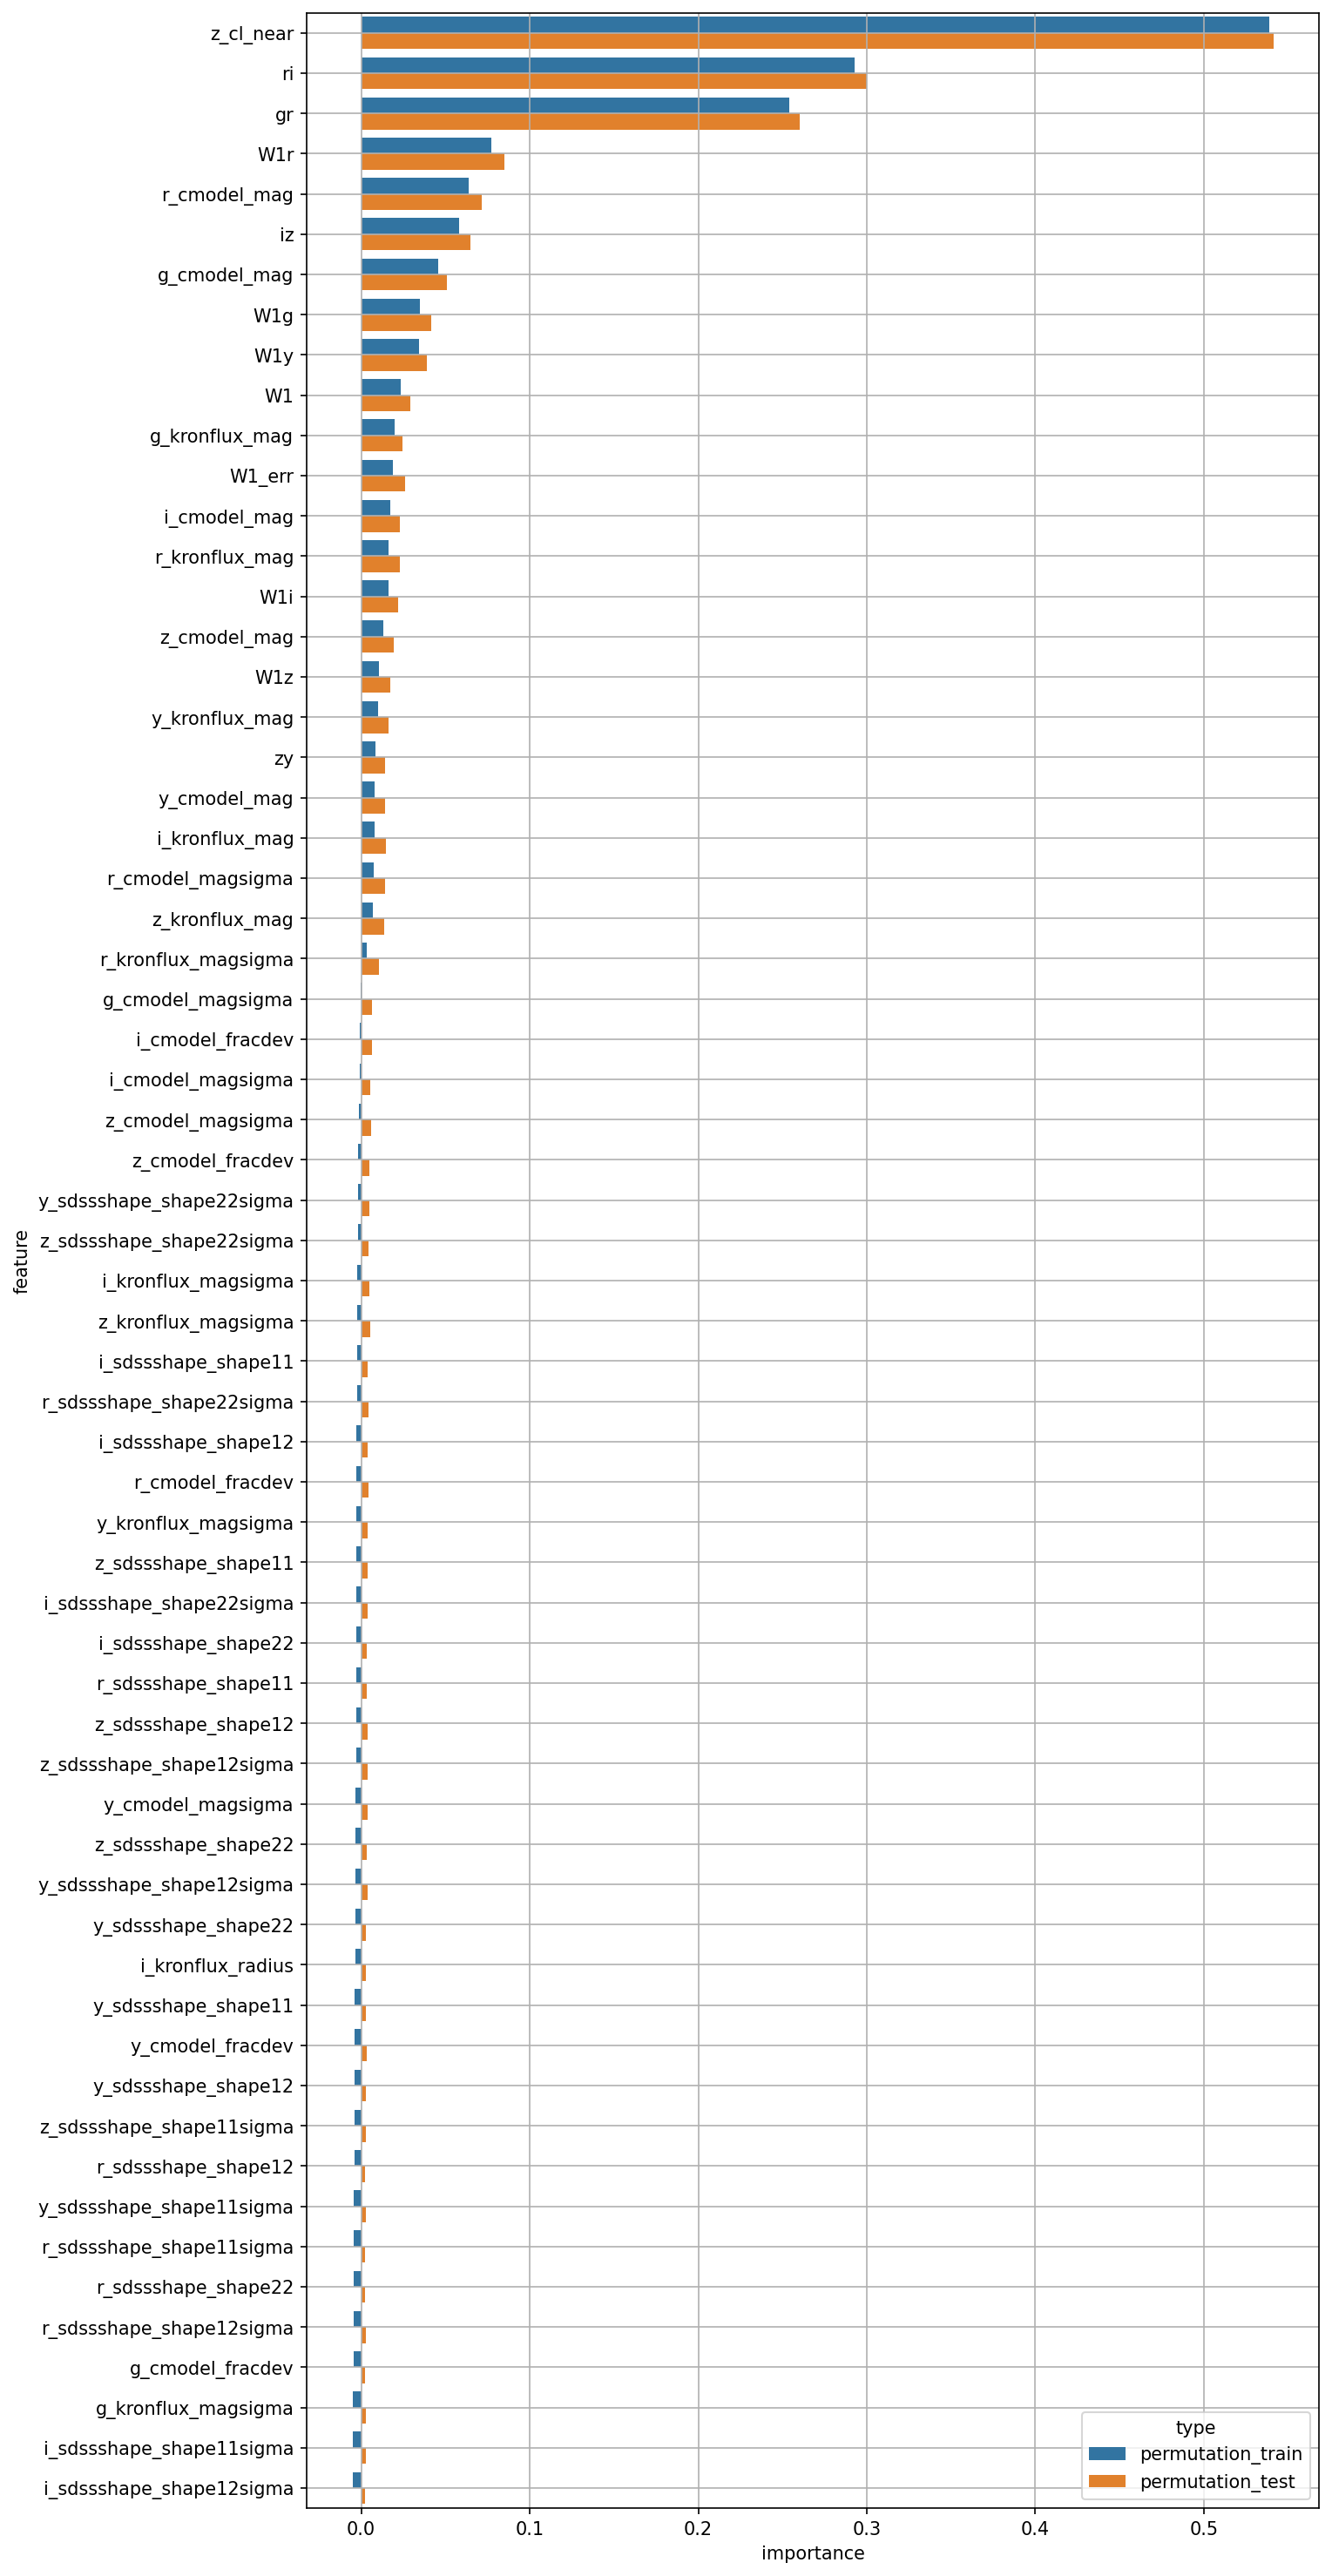 z_cl_near
ri
gr
W1r
r_cmodel_mag
iz
g_cmodel_mag
W1g
W1y
W1
g_kronflux_mag
W1_err
i_cmodel_mag
r_kronflux_mag
W1i
z_cmodel_mag
W1z
y_kronflux_mag
zy
y_cmodel_mag
i_kronflux_mag
r_cmodel_magsigma
z_kronflux_mag
r_kronflux_magsigma
g_cmodel_magsigma
i_cmodel_fracdev
i_cmodel_magsigma
z_cmodel_magsigma
z_cmodel_fracdev
y_sdssshape_shape22sigma
z_sdssshape_shape22sigma
i_kronflux_magsigma
z_kronflux_magsigma
i_sdssshape_shape11
r_sdssshape_shape22sigma
i_sdssshape_shape12
r_cmodel_fracdev
y_kronflux_magsigma
z_sdssshape_shape11
i_sdssshape_shape22sigma
i_sdssshape_shape22
r_sdssshape_shape11
z_sdssshape_shape12
z_sdssshape_shape12sigma
y_cmodel_magsigma
z_sdssshape_shape22
y_sdssshape_shape12sigma
y_sdssshape_shape22
i_kronflux_radius
y_sdssshape_shape11
y_cmodel_fracdev
y_sdssshape_shape12
z_sdssshape_shape11sigma
r_sdssshape_shape12
y_sdssshape_shape11sigma
r_sdssshape_shape11sigma
r_sdssshape_shape22
r_sdssshape_shape12sigma
g_cmodel_fracdev
g_kronflux_magsigma
i_sdssshape_shape11sigma
i_sdssshape_shape12sigma
feature
type
permutation_train
permutation_test
0.0 0.1 0.2 0.3 0.4 0.5
importance